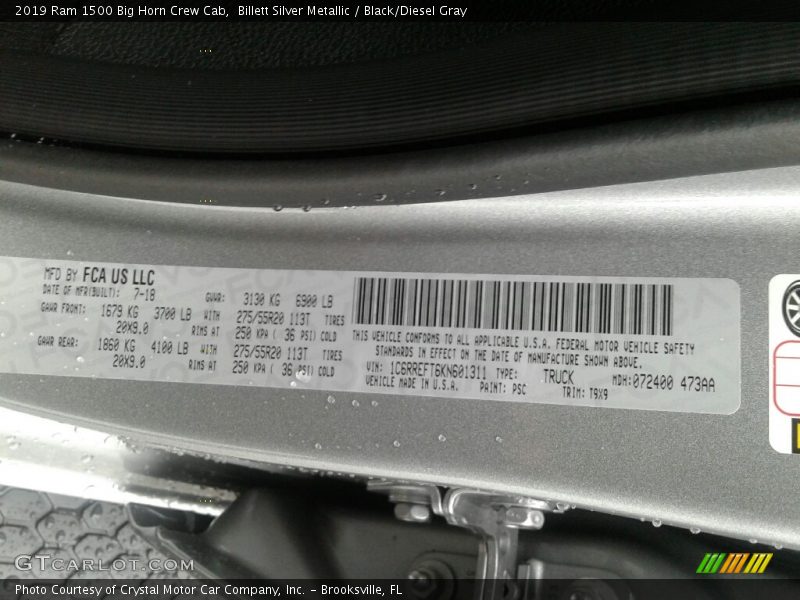 2019 Ram 1500 Big Horn Crew Cab,  Billett Silver Metallic / Black/Diesel Gray
MFD BY FCA US LLC
DATE OF MFR(BUILT): 7-18 GVWR: 3130 KG 6900 LB
GAWR FRONT: 1679 KG 3700 LB WITH 275/55R20 113T TIRES
20X9.0 RIMS AT 250 KPA ( 36 PSI) COLD
GAWR REAR: 1860 KG 4100 LB WITH 275/55R20 113T TIRES
20X9.0 RIMS AT 250 KPA ( 36 PSI) COLD
THIS VEHICLE CONFORMS TO ALL APPLICABLE U.S.A. FEDERAL MOTOR VEHICLE SAFETY
STANDARDS IN EFFECT ON THE DATE OF MANUFACTURE SHOWN ABOVE.
VIN: 1C6RREFT6KN601311 TYPE: TRUCK MDH: 072400 473AA
VEHICLE MADE IN U.S.A. PAINT: PSC TRIM: T9X9
GTCARLOT.COM
Photo Courtesy of Crystal Motor Car Company, Inc. - Brooksville, FL